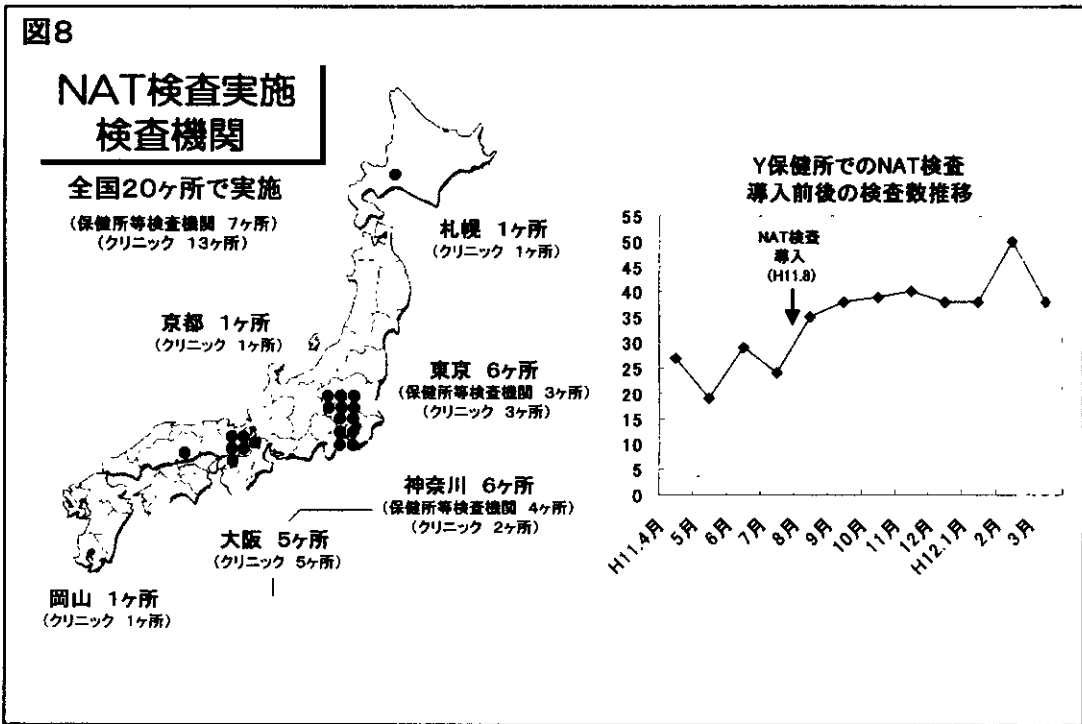 図8
NAT検査実施
検査機関
全国20ヶ所で実施
(保健所等検査機関 7ヶ所)
(クリニック 13ヶ所)
札幌 1ヶ所
(クリニック 1ヶ所)
京都 1ヶ所
(クリニック 1ヶ所)
東京 6ヶ所
(保健所等検査機関 3ヶ所)
(クリニック 3ヶ所)
神奈川 6ヶ所
(保健所等検査機関 4ヶ所)
(クリニック 2ヶ所)
大阪 5ヶ所
(クリニック 5ヶ所)
岡山 1ヶ所
(クリニック 1ヶ所)
Y保健所でのNAT検査
導入前後の検査数推移
NAT検査
導入
(H11.8)
55
50
45
40
35
30
25
20
15
10
5
0
H11.4月
5月
6月
7月
8月
9月
10月
11月
12月
H12.1月
2月
3月